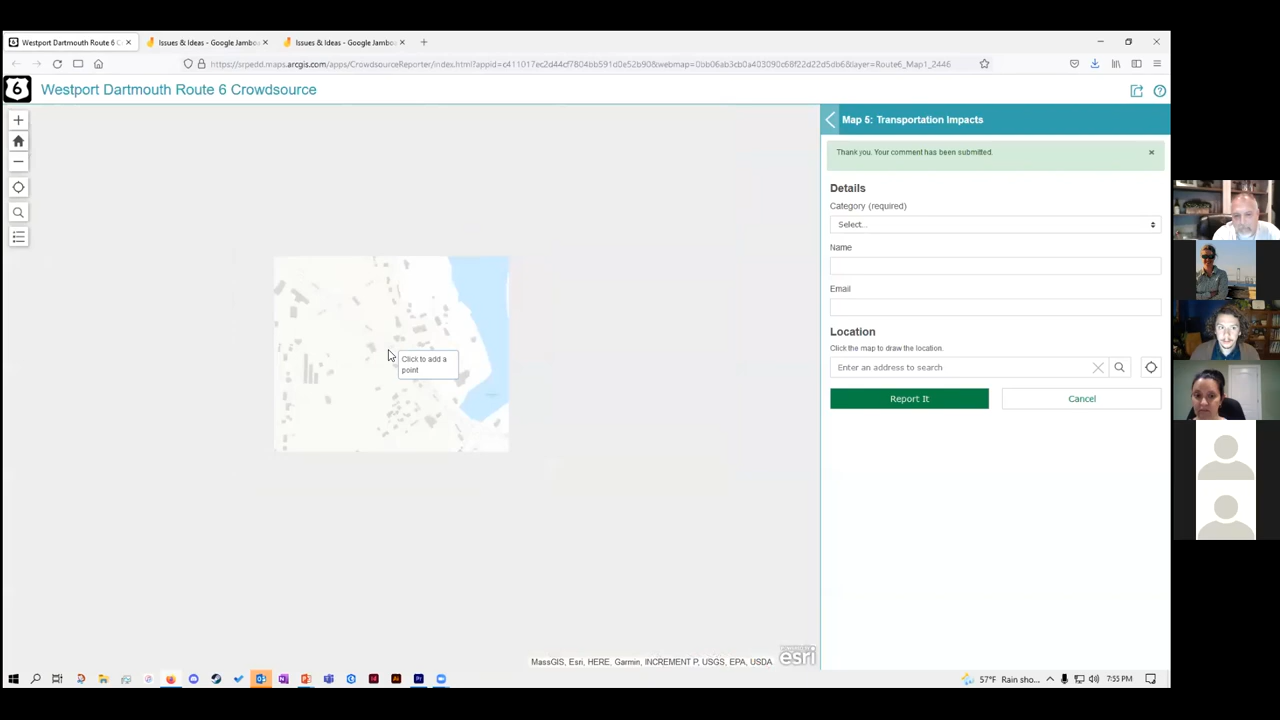 Westport Dartmouth Route 6 C
Issues & Ideas - Google Jambo
Issues & Ideas - Google Jambo
https://srpedd.maps.arcgis.com/apps/CrowdsourceReporter/index.html?appid=c411017ec2d44cf7804bb591d0e52b90&webmap=0bb06ab3cb0a403090c68f22d22d5db6&layer=Route6_Map1_2446
6
Westport Dartmouth Route 6 Crowdsource
Map 5: Transportation Impacts
Thank you. Your comment has been submitted.
Details
Category (required)
Select...
Name
Email
Location
Click the map to draw the location.
Enter an address to search
Report It
Cancel
Click to add a
point
MassGIS, Esri, HERE, Garmin, INCREMENT P, USGS, EPA, USDA
esri
57°F Rain sho...
7:55 PM